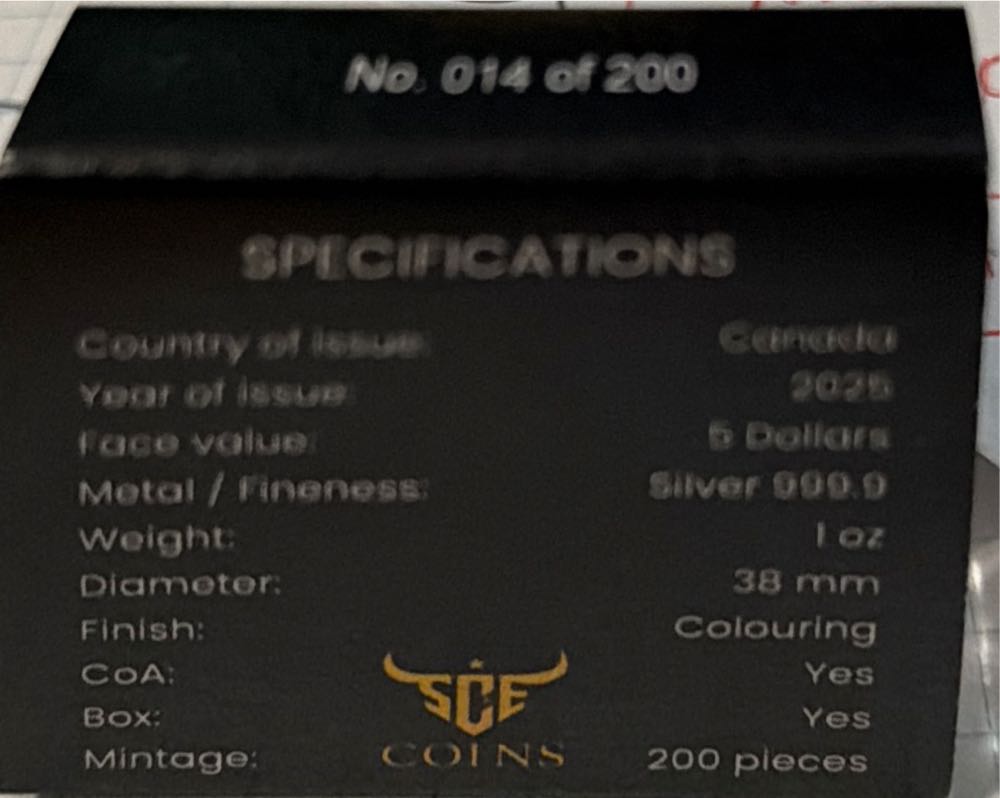 No. 014 of 200
SPECIFICATIONS
Country of issue: Canada
Year of issue: 2025
Face value: 5 Dollars
Metal / Fineness: Silver 999.9
Weight: 1 oz
Diameter: 38 mm
Finish: Colouring
CoA: Yes
Box: Yes
Mintage: 200 pieces
SCE
COINS